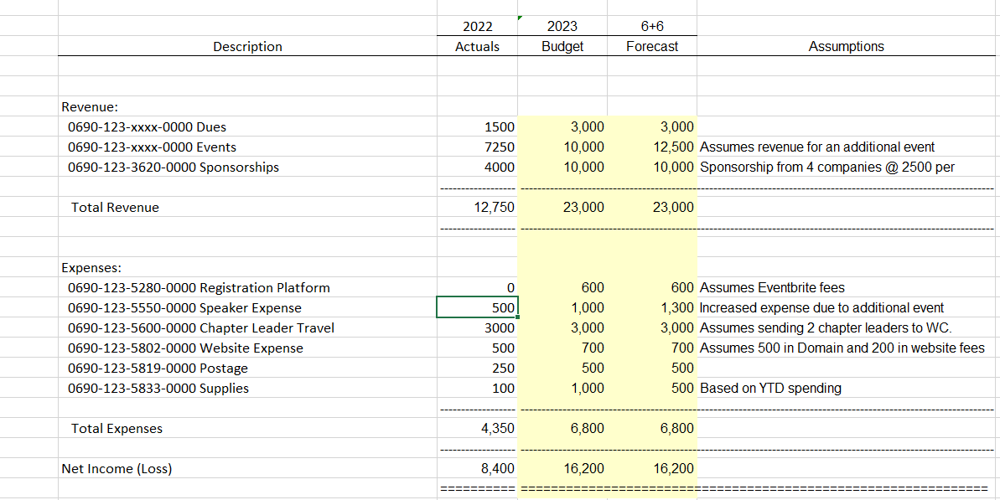 2022 2023 6+6
Description Actuals Budget Forecast Assumptions
Revenue:
0690-123-xxxx-0000 Dues 1500 3,000 3,000
0690-123-xxxx-0000 Events 7250 10,000 12,500 Assumes revenue for an additional event
0690-123-3620-0000 Sponsorships 4000 10,000 10,000 Sponsorship from 4 companies @ 2500 per
Total Revenue 12,750 23,000 23,000
Expenses:
0690-123-5280-0000 Registration Platform 0 600 600 Assumes Eventbrite fees
0690-123-5550-0000 Speaker Expense 500 1,000 1,300 Increased expense due to additional event
0690-123-5600-0000 Chapter Leader Travel 3000 3,000 3,000 Assumes sending 2 chapter leaders to WC.
0690-123-5802-0000 Website Expense 500 700 700 Assumes 500 in Domain and 200 in website fees
0690-123-5819-0000 Postage 250 500 500
0690-123-5833-0000 Supplies 100 1,000 500 Based on YTD spending
Total Expenses 4,350 6,800 6,800
Net Income (Loss) 8,400 16,200 16,200